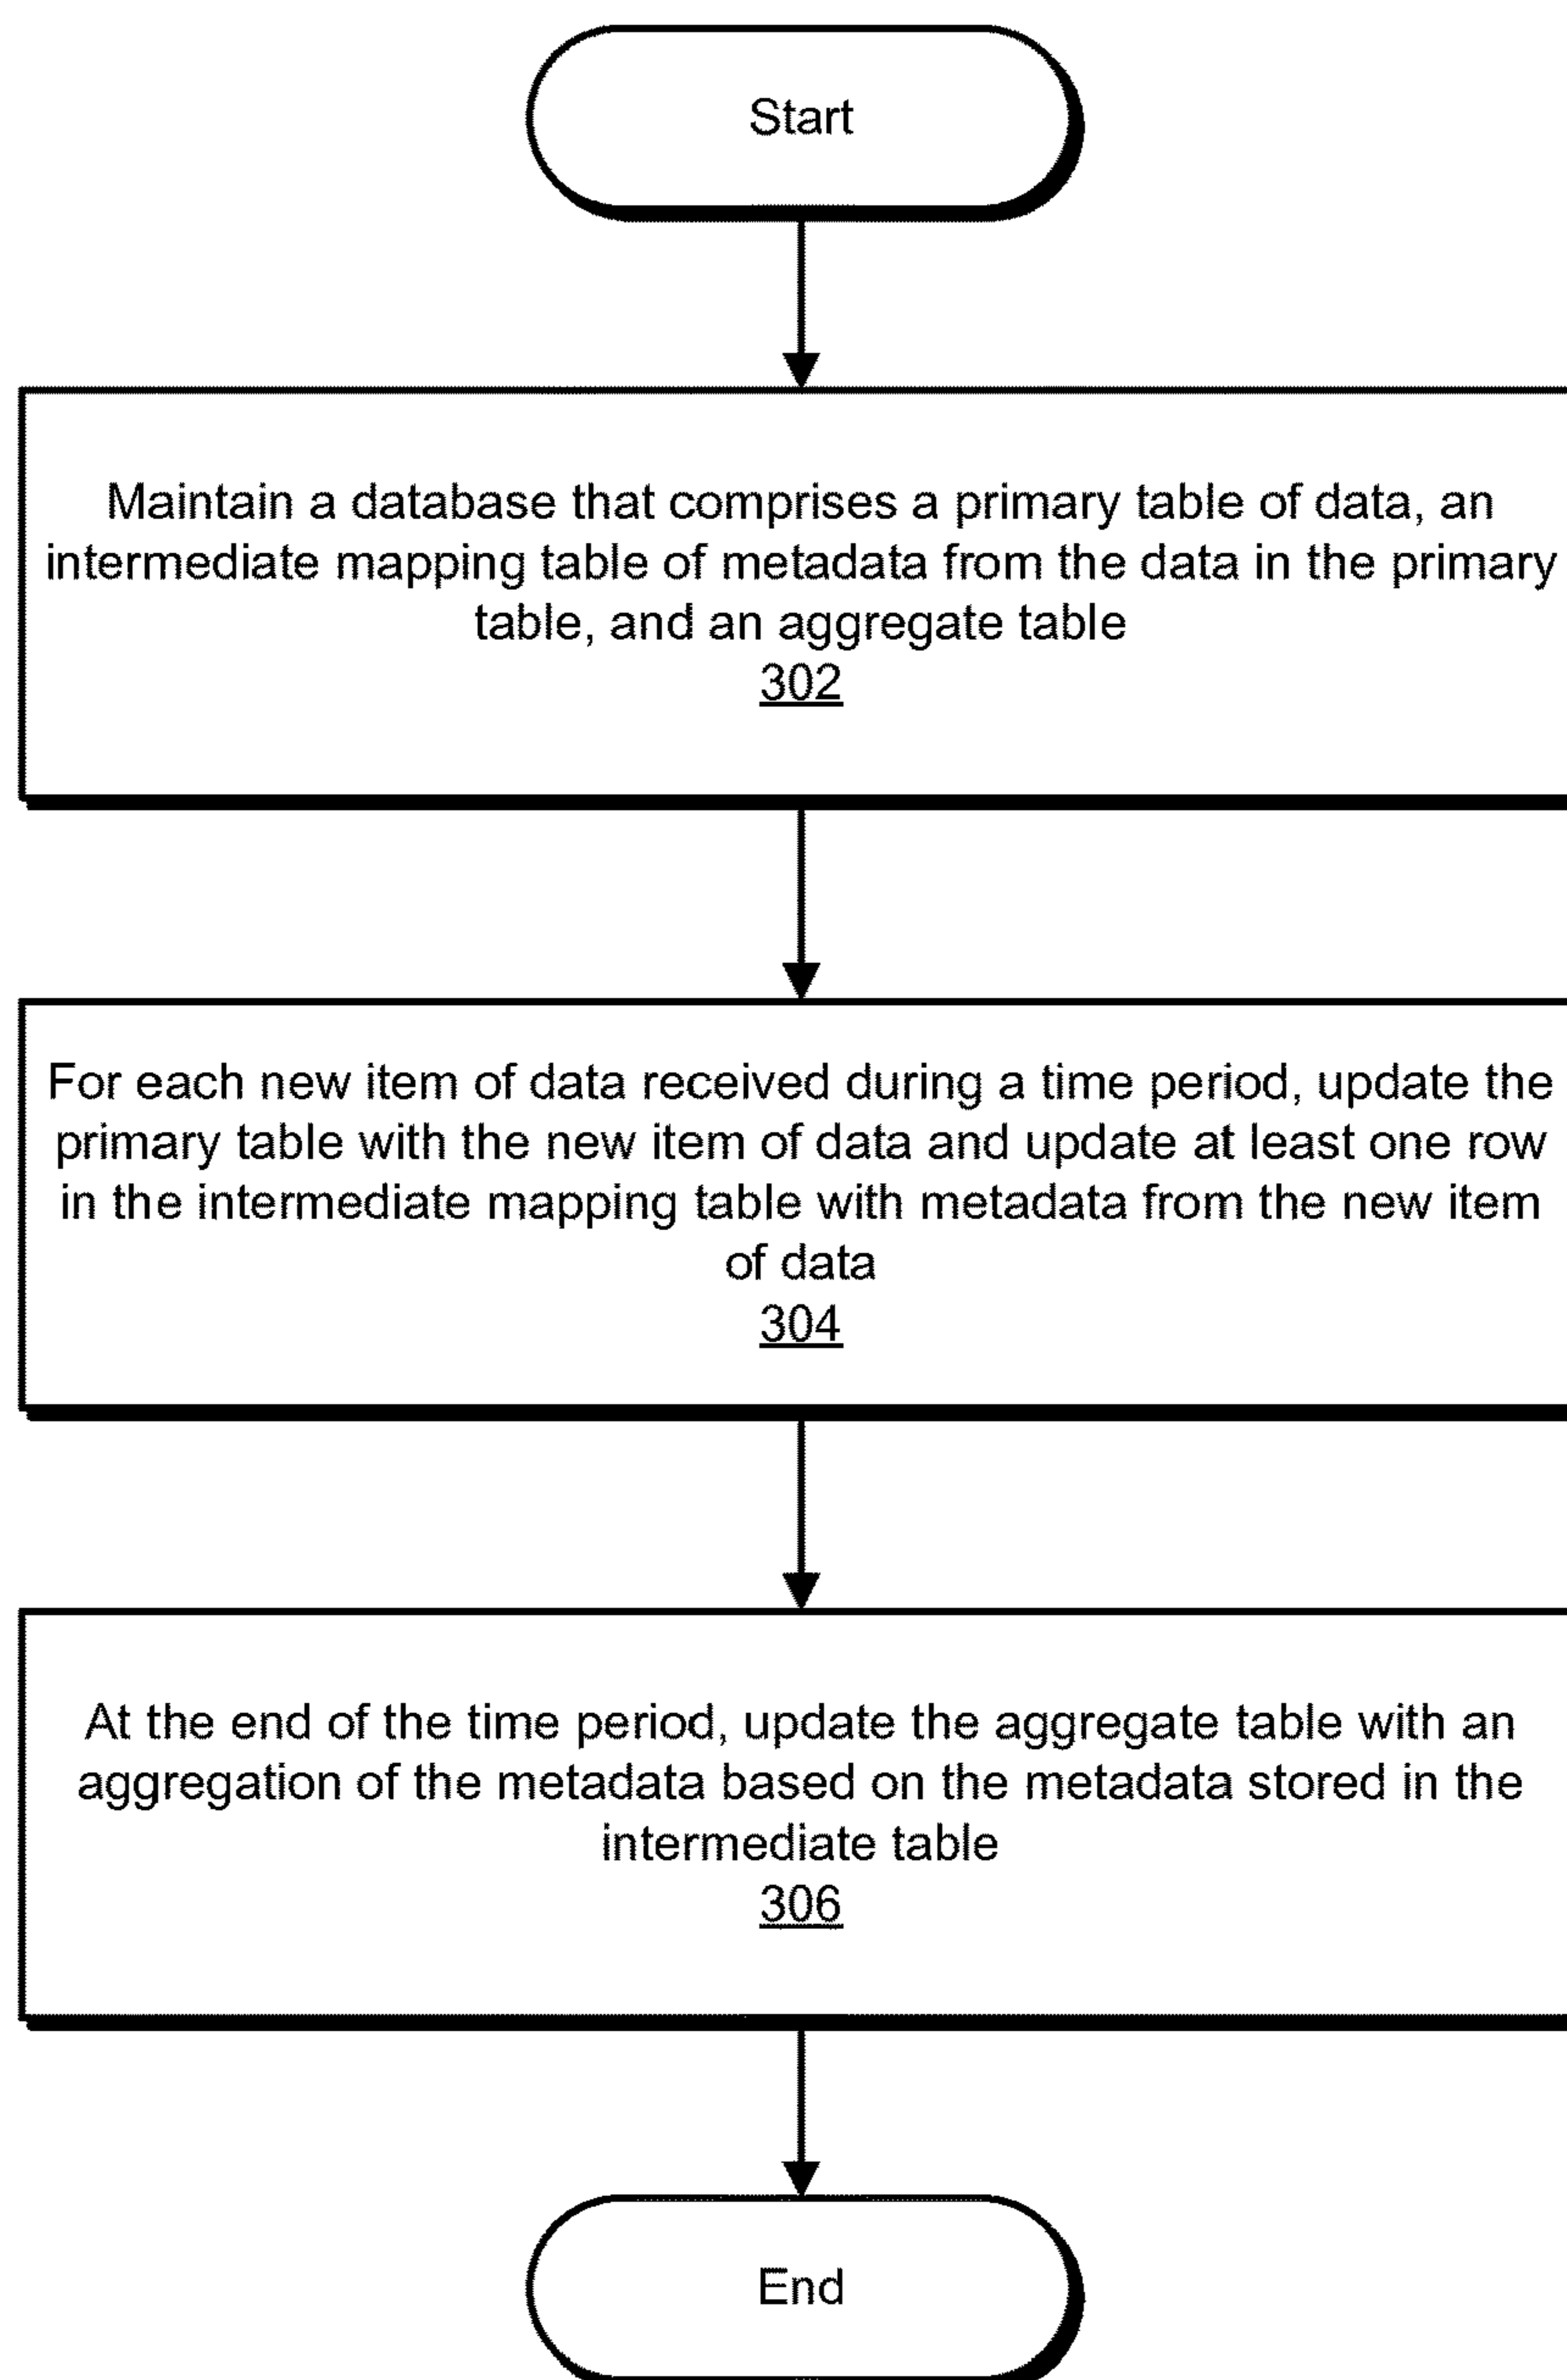 Start
Maintain a database that comprises a primary table of data, an
intermediate mapping table of metadata from the data in the primary
table, and an aggregate table
302
For each new item of data received during a time period, update the
primary table with the new item of data and update at least one row
in the intermediate mapping table with metadata from the new item
of data
304
At the end of the time period, update the aggregate table with an
aggregation of the metadata based on the metadata stored in the
intermediate table
306
End